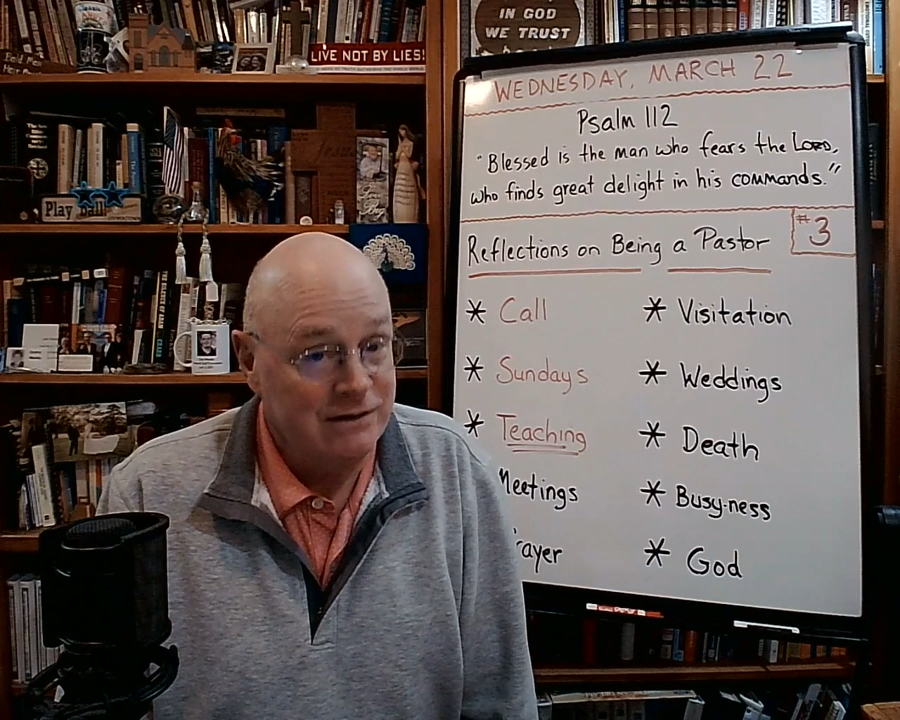 IN GOD
WE TRUST
LIVE NOT BY LIES!
Play ball
WEDNESDAY, MARCH 22
Psalm 112
"Blessed is the man who fears the LORD,
who finds great delight in his commands."
Reflections on Being a Pastor
#3
* Call
* Visitation
* Sundays
* Weddings
* Teaching
* Death
Meetings
* Busy-ness
rayer
* God